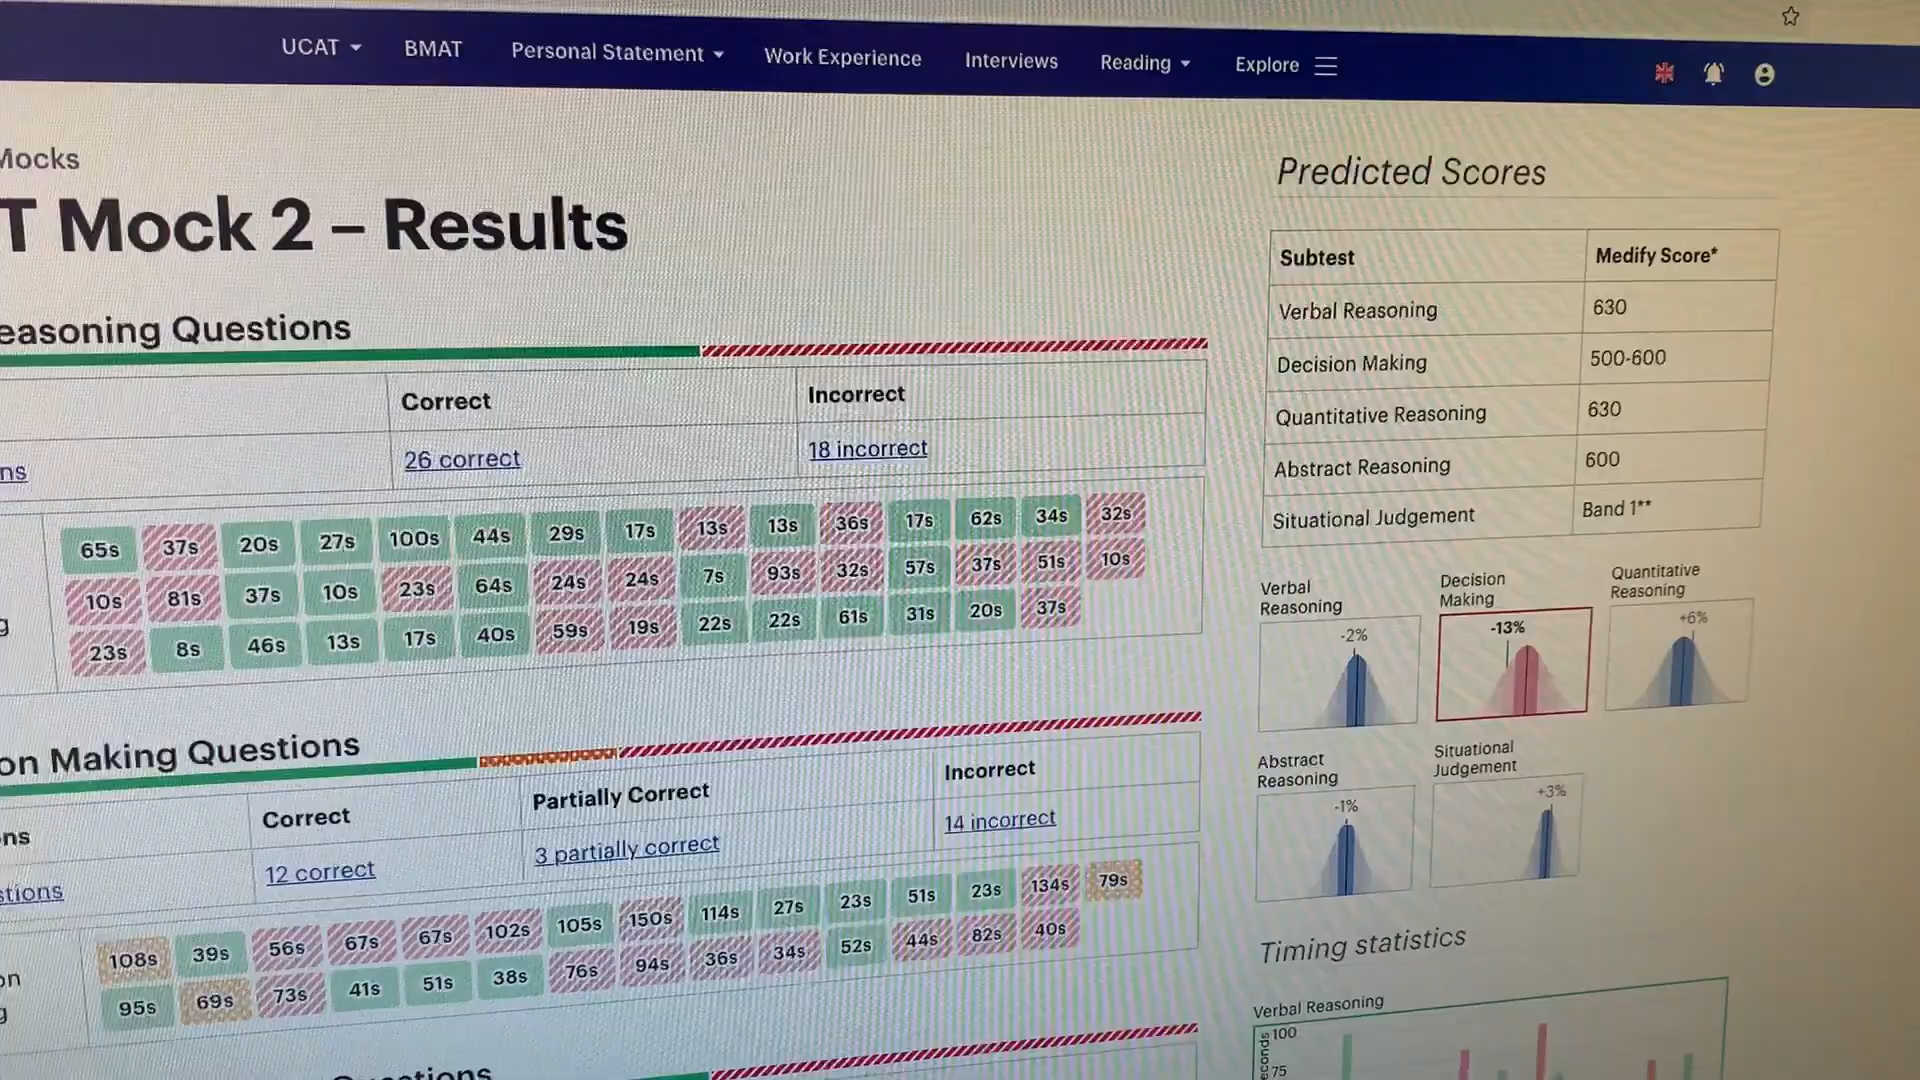 UCAT BMAT Personal Statement Work Experience Interviews Reading Explore
Mocks
T Mock 2 – Results
easoning Questions
Correct Incorrect
ns 26 correct 18 incorrect
65s 37s 20s 27s 100s 44s 29s 17s 13s 13s 36s 17s 62s 34s 32s
10s 81s 37s 10s 23s 64s 24s 24s 7s 93s 32s 57s 37s 51s 10s
g 23s 8s 46s 13s 17s 40s 59s 19s 22s 22s 61s 31s 20s 37s
on Making Questions
ns Correct Partially Correct Incorrect
stions 12 correct 3 partially correct 14 incorrect
108s 39s 56s 67s 67s 102s 105s 150s 114s 27s 23s 51s 23s 134s 79s
on 95s 69s 73s 41s 51s 38s 76s 94s 36s 34s 52s 44s 82s 40s
g
Questions
Predicted Scores
Subtest Medify Score*
Verbal Reasoning 630
Decision Making 500-600
Quantitative Reasoning 630
Abstract Reasoning 600
Situational Judgement Band 1**
Verbal
Reasoning
-2%
Decision
Making
-13%
Quantitative
Reasoning
+6%
Abstract
Reasoning
-1%
Situational
Judgement
+3%
Timing statistics
Verbal Reasoning
100
75
econds